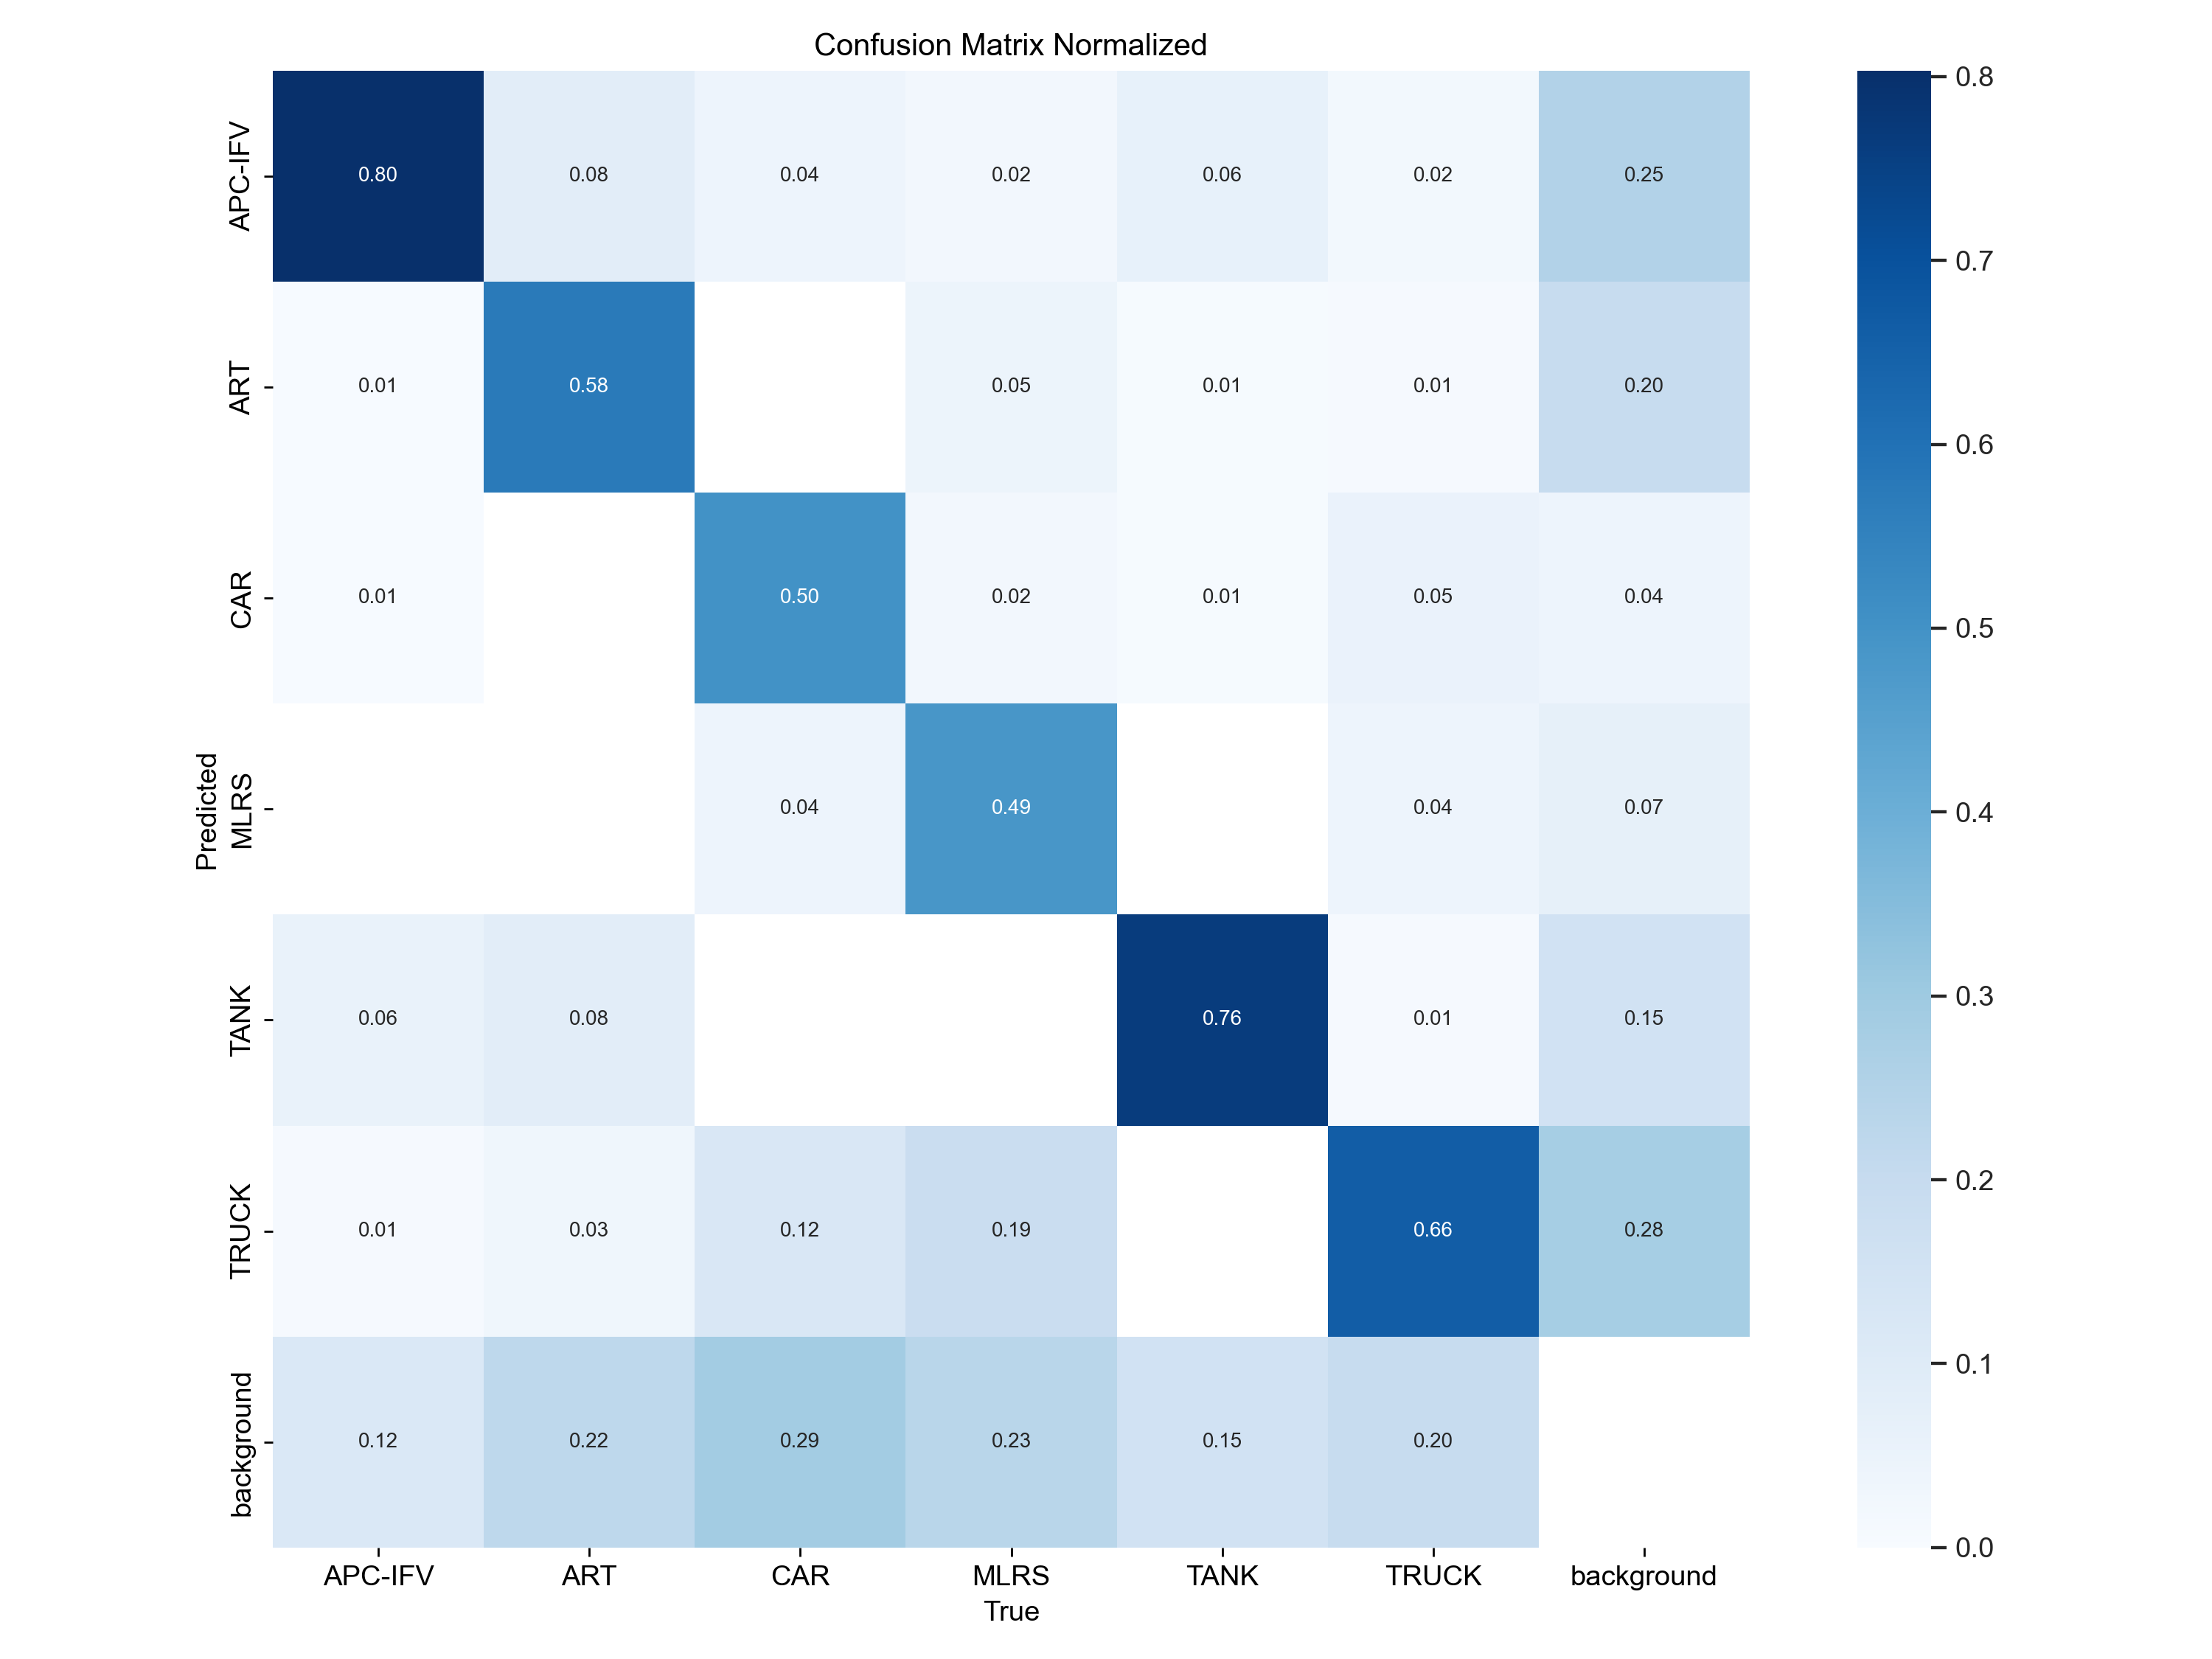 Confusion Matrix Normalized
APC-IFV 0.80 0.08 0.04 0.02 0.06 0.02 0.25
ART 0.01 0.58 0.05 0.01 0.01 0.20
CAR 0.01 0.50 0.02 0.01 0.05 0.04
Predicted
MLRS 0.04 0.49 0.04 0.07
TANK 0.06 0.08 0.76 0.01 0.15
TRUCK 0.01 0.03 0.12 0.19 0.66 0.28
background 0.12 0.22 0.29 0.23 0.15 0.20
APC-IFV ART CAR MLRS TANK TRUCK background
True
0.8
0.7
0.6
0.5
0.4
0.3
0.2
0.1
0.0